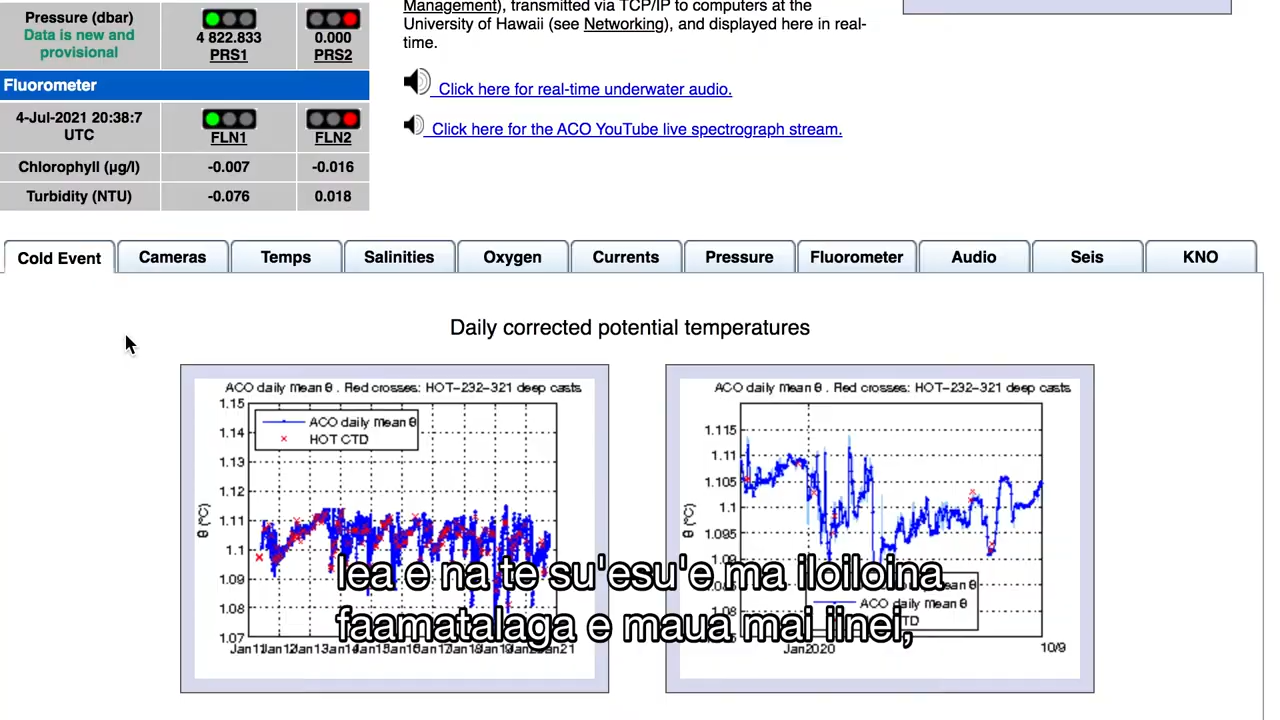 Pressure (dbar)
Data is new and
provisional
4 822.833
PRS1
0.000
PRS2
Fluorometer
4-Jul-2021 20:38:7
UTC
FLN1
FLN2
Chlorophyll (µg/l)
-0.007
-0.016
Turbidity (NTU)
-0.076
0.018
Management), transmitted via TCP/IP to computers at the
University of Hawaii (see Networking), and displayed here in real-
time.
Click here for real-time underwater audio.
Click here for the ACO YouTube live spectrograph stream.
Cold Event
Cameras
Temps
Salinities
Oxygen
Currents
Pressure
Fluorometer
Audio
Seis
KNO
Daily corrected potential temperatures
ACO daily mean θ . Red crosses: HOT-232-321 deep casts
1.15
1.14
1.13
1.12
1.11
1.1
1.09
1.08
1.07
θ (°C)
ACO daily mean θ
HOT CTD
Jan11 Jan12 Jan13 Jan14 Jan15 Jan16 Jan17 Jan18 Jan19 Jan20 Jan21
ACO daily mean θ . Red crosses: HOT-232-321 deep casts
1.115
1.11
1.105
1.1
1.095
1.09
θ (°C)
ACO daily mean θ
Jan2020
10/9
lea e na te su'esu'e ma iloiloina
faamatalaga e maua mai iinei,